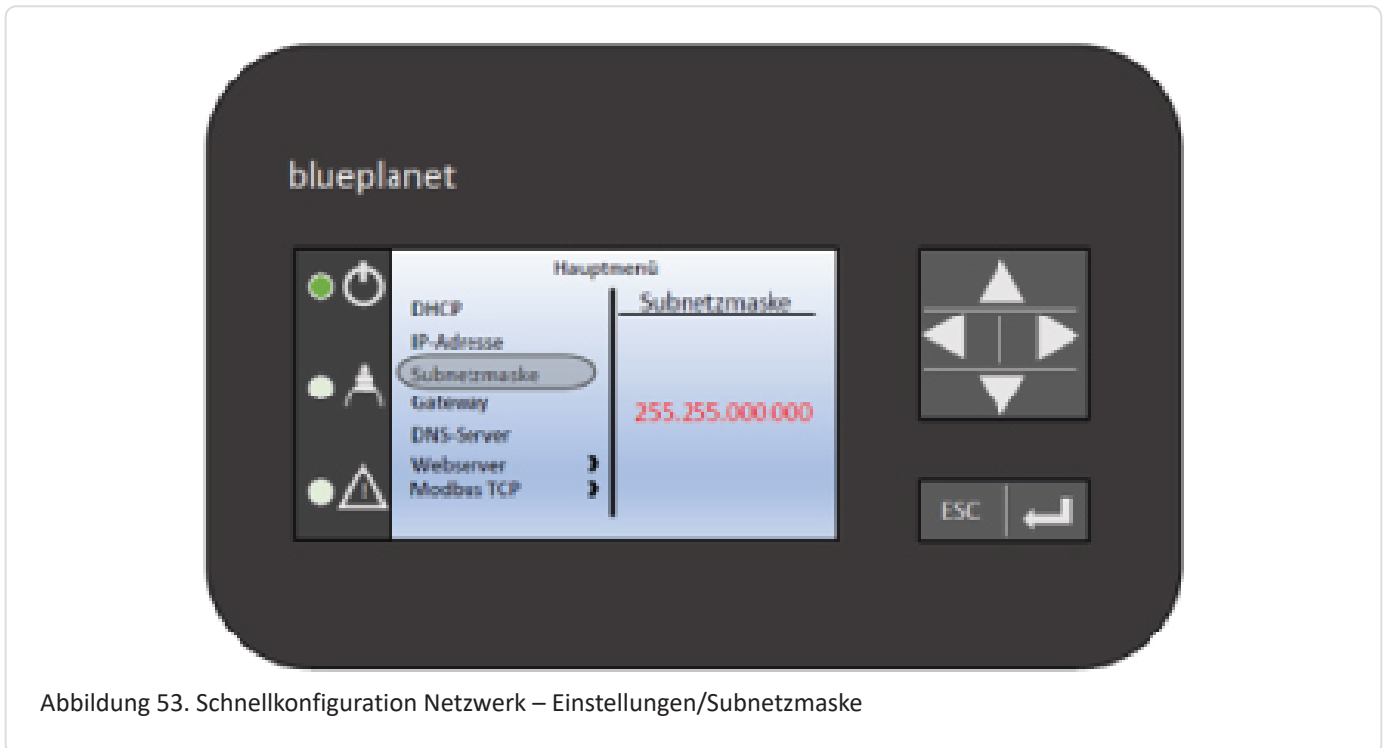 blueplanet
Hauptmenü
DHCP
IP-Adresse
Subnetzmaske
Gateway
DNS-Server
Webserver
Modbus TCP
Subnetzmaske
255.255.000.000
ESC
Abbildung 53. Schnellkonfiguration Netzwerk – Einstellungen/Subnetzmaske